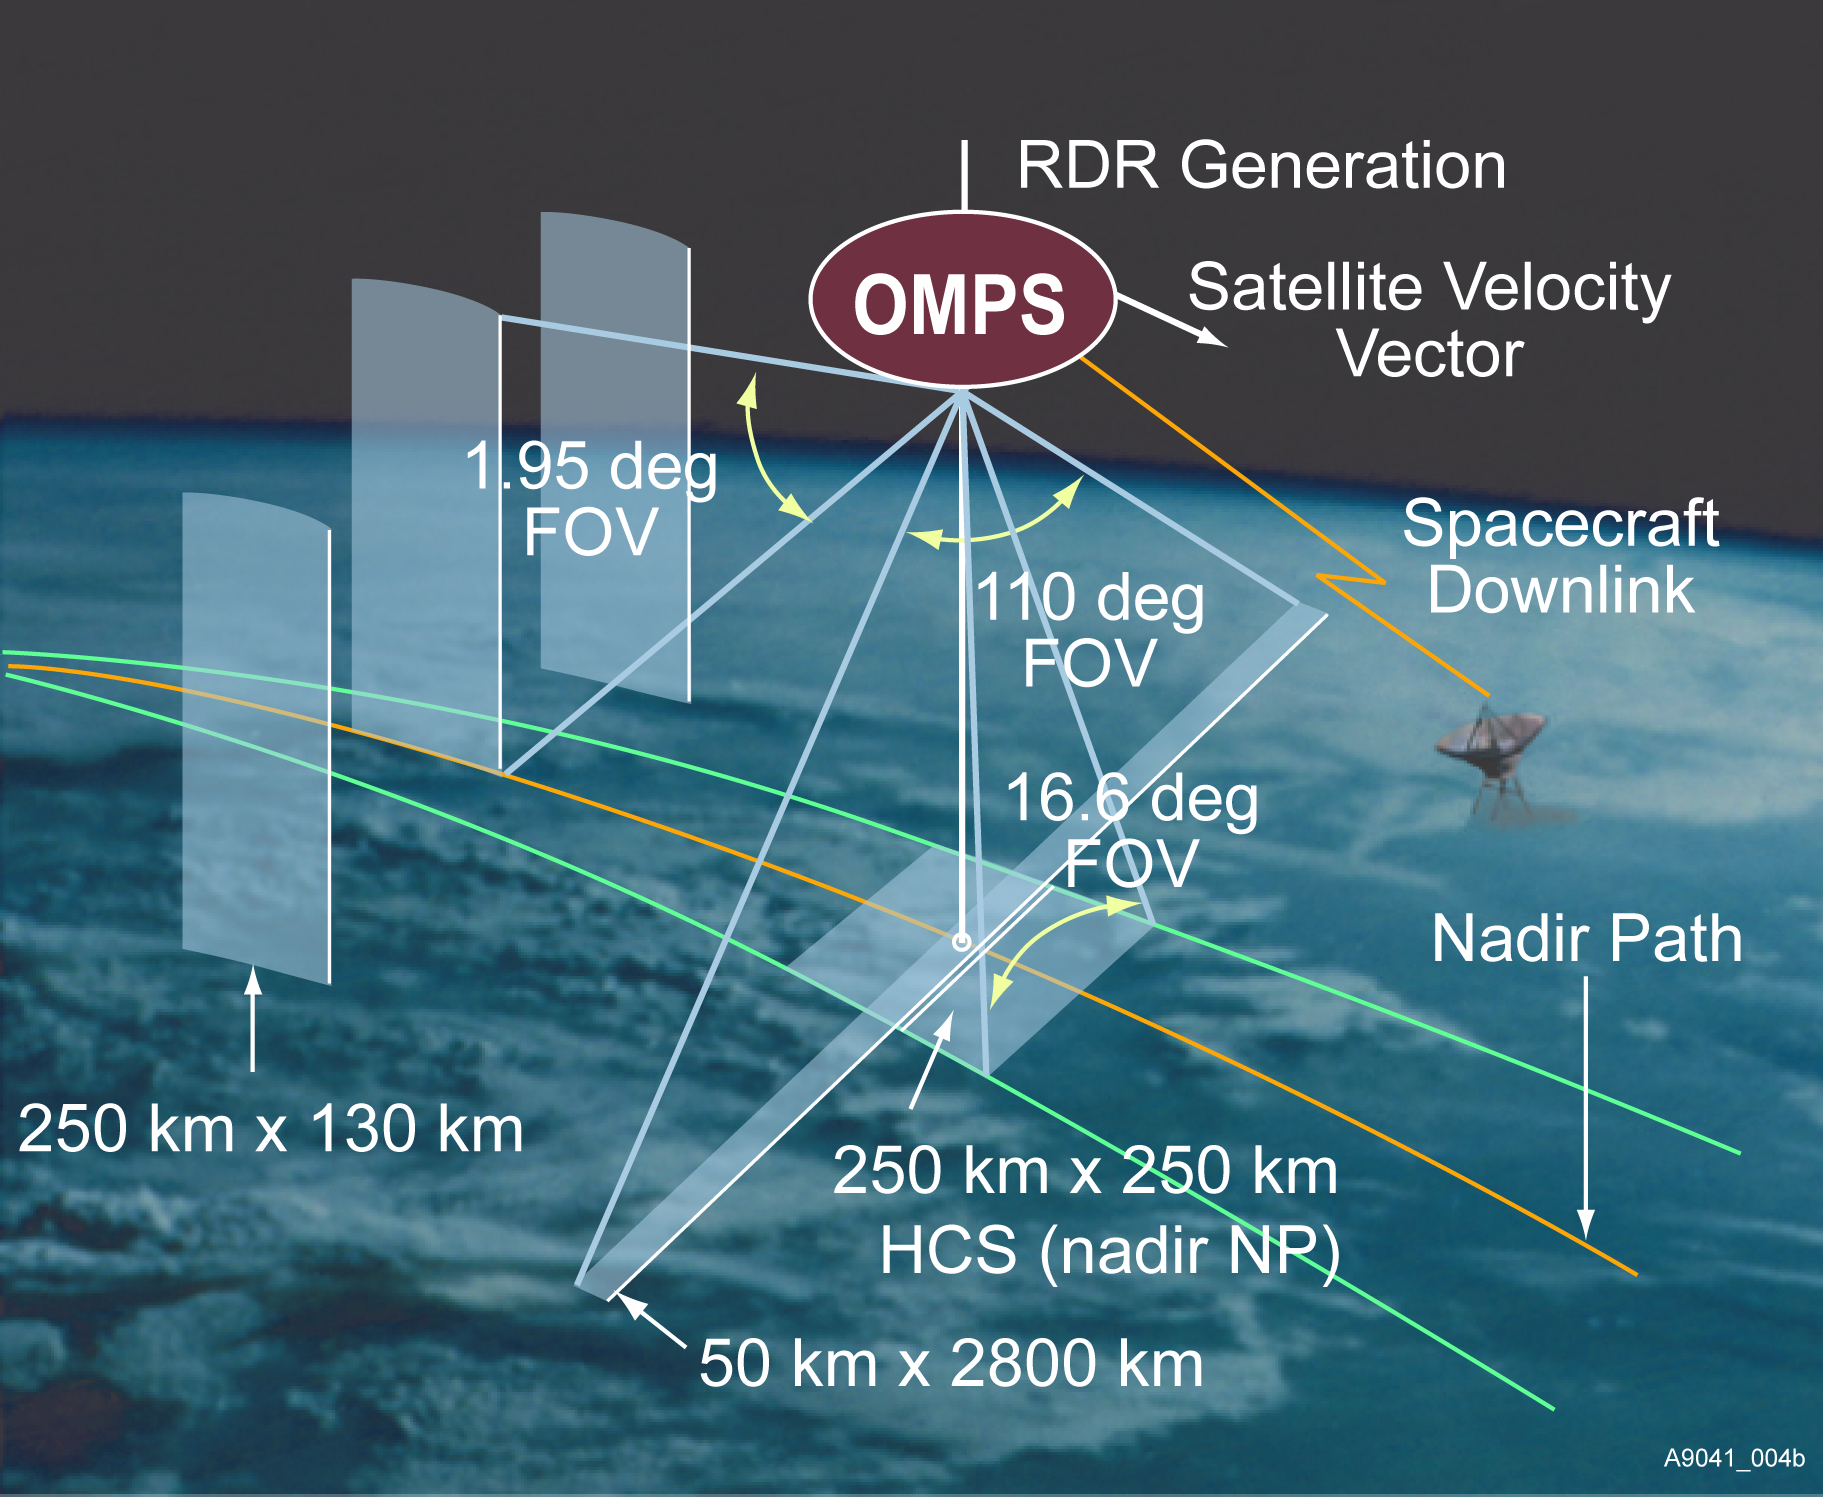 RDR Generation
OMPS
Satellite Velocity
Vector
1.95 deg
FOV
Spacecraft
Downlink
110 deg
FOV
16.6 deg
FOV
Nadir Path
250 km x 130 km
250 km x 250 km
HCS (nadir NP)
50 km x 2800 km
A9041_004b